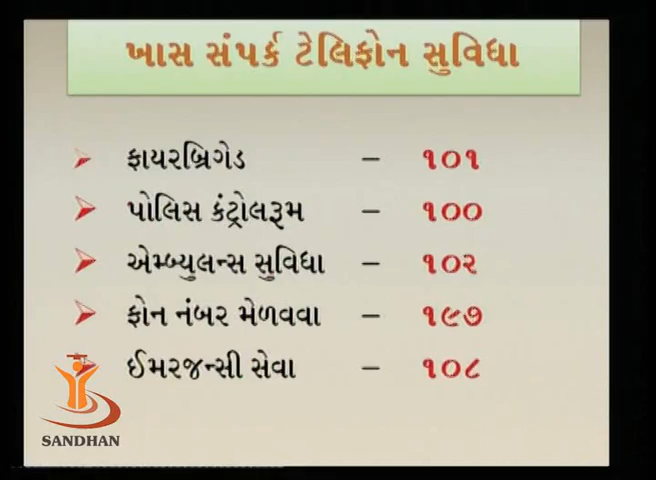 ખાસ સંપર્ક ટેલિફોન સુવિધા
ફાયરબ્રિગેડ – ૧૦૧
પોલિસ કંટ્રોલરૂમ – ૧૦૦
એમ્બ્યુલન્સ સુવિધા – ૧૦૨
ફોન નંબર મેળવવા – ૧૯૭
ઈમરજન્સી સેવા – ૧૦૮
SANDHAN